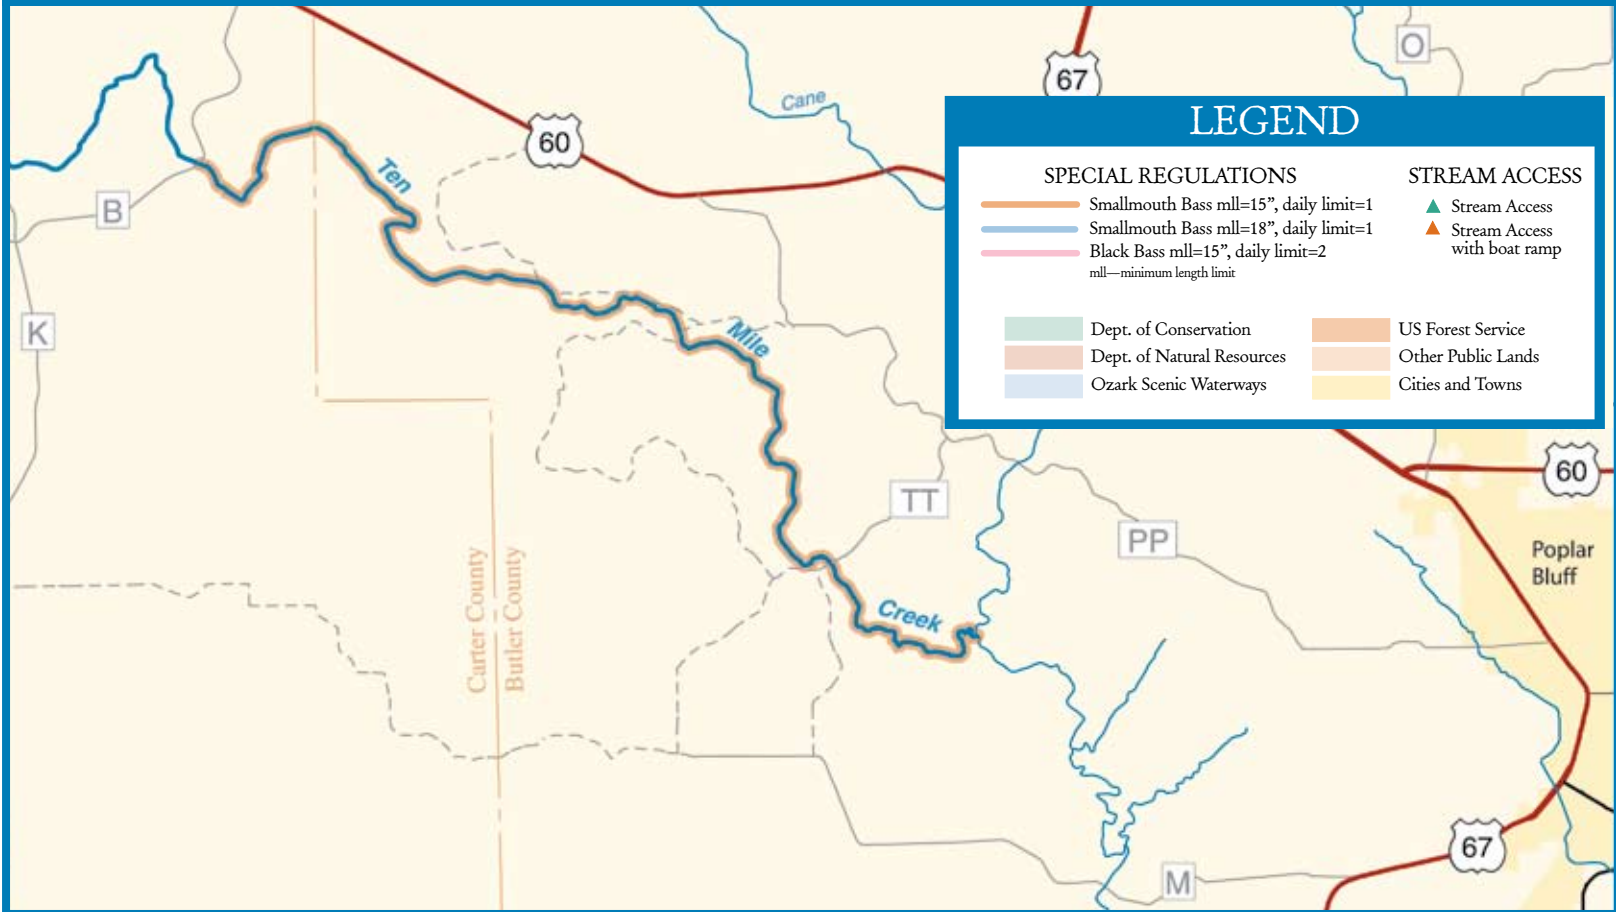 O
67
Cane
60
Ten
B
K
Mile
TT
PP
60
Poplar
Bluff
Carter County
Butler County
Creek
67
M
LEGEND
SPECIAL REGULATIONS
Smallmouth Bass mll=15”, daily limit=1
Smallmouth Bass mll=18”, daily limit=1
Black Bass mll=15”, daily limit=2
mll—minimum length limit
STREAM ACCESS
Stream Access
Stream Access
with boat ramp
Dept. of Conservation
Dept. of Natural Resources
Ozark Scenic Waterways
US Forest Service
Other Public Lands
Cities and Towns